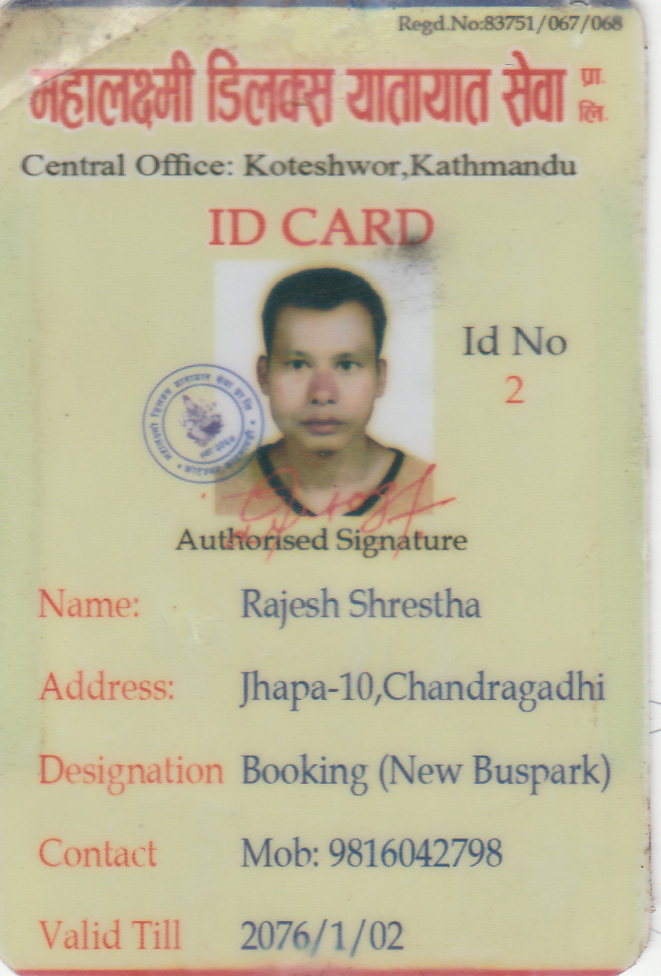 Regd.No:83751/067/068
महालक्ष्मी डिलक्स यातायात सेवा प्रा. लि.
Central Office: Koteshwor,Kathmandu
ID CARD
Id No
2
Authorised Signature
Name: Rajesh Shrestha
Address: Jhapa-10,Chandragadhi
Designation Booking (New Buspark)
Contact Mob: 9816042798
Valid Till 2076/1/02